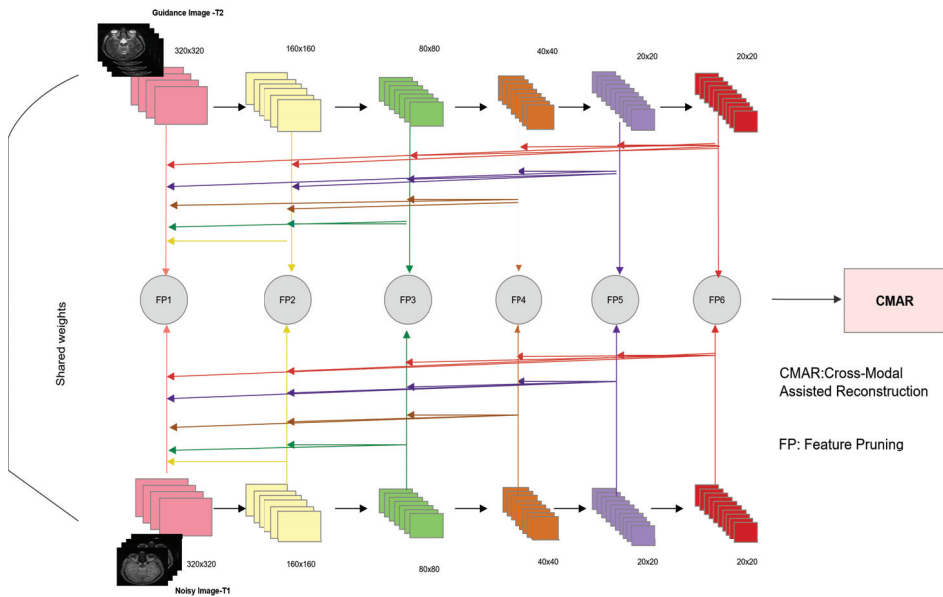 Guidance Image -T2
320x320
160x160
80x80
40x40
20x20
20x20
Shared weights
FP1
FP2
FP3
FP4
FP5
FP6
CMAR
CMAR:Cross-Modal
Assisted Reconstruction
FP: Feature Pruning
320x320
160x160
80x80
40x40
20x20
20x20
Noisy Image-T1